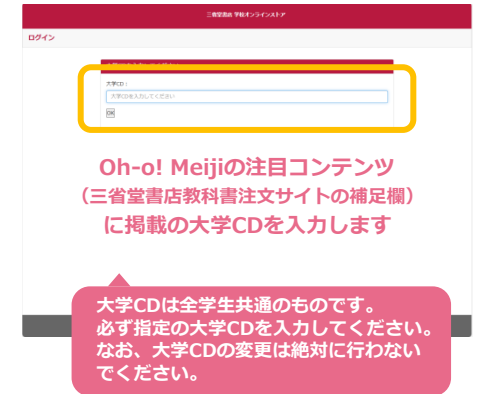 三省堂書店 学校オンラインストア
ログイン
大学CD：
大学CDを入力してください
OK
Oh-o! Meijiの注目コンテンツ
（三省堂書店教科書注文サイトの補足欄）
に掲載の大学CDを入力します
大学CDは全学生共通のものです。
必ず指定の大学CDを入力してください。
なお、大学CDの変更は絶対に行わない
でください。